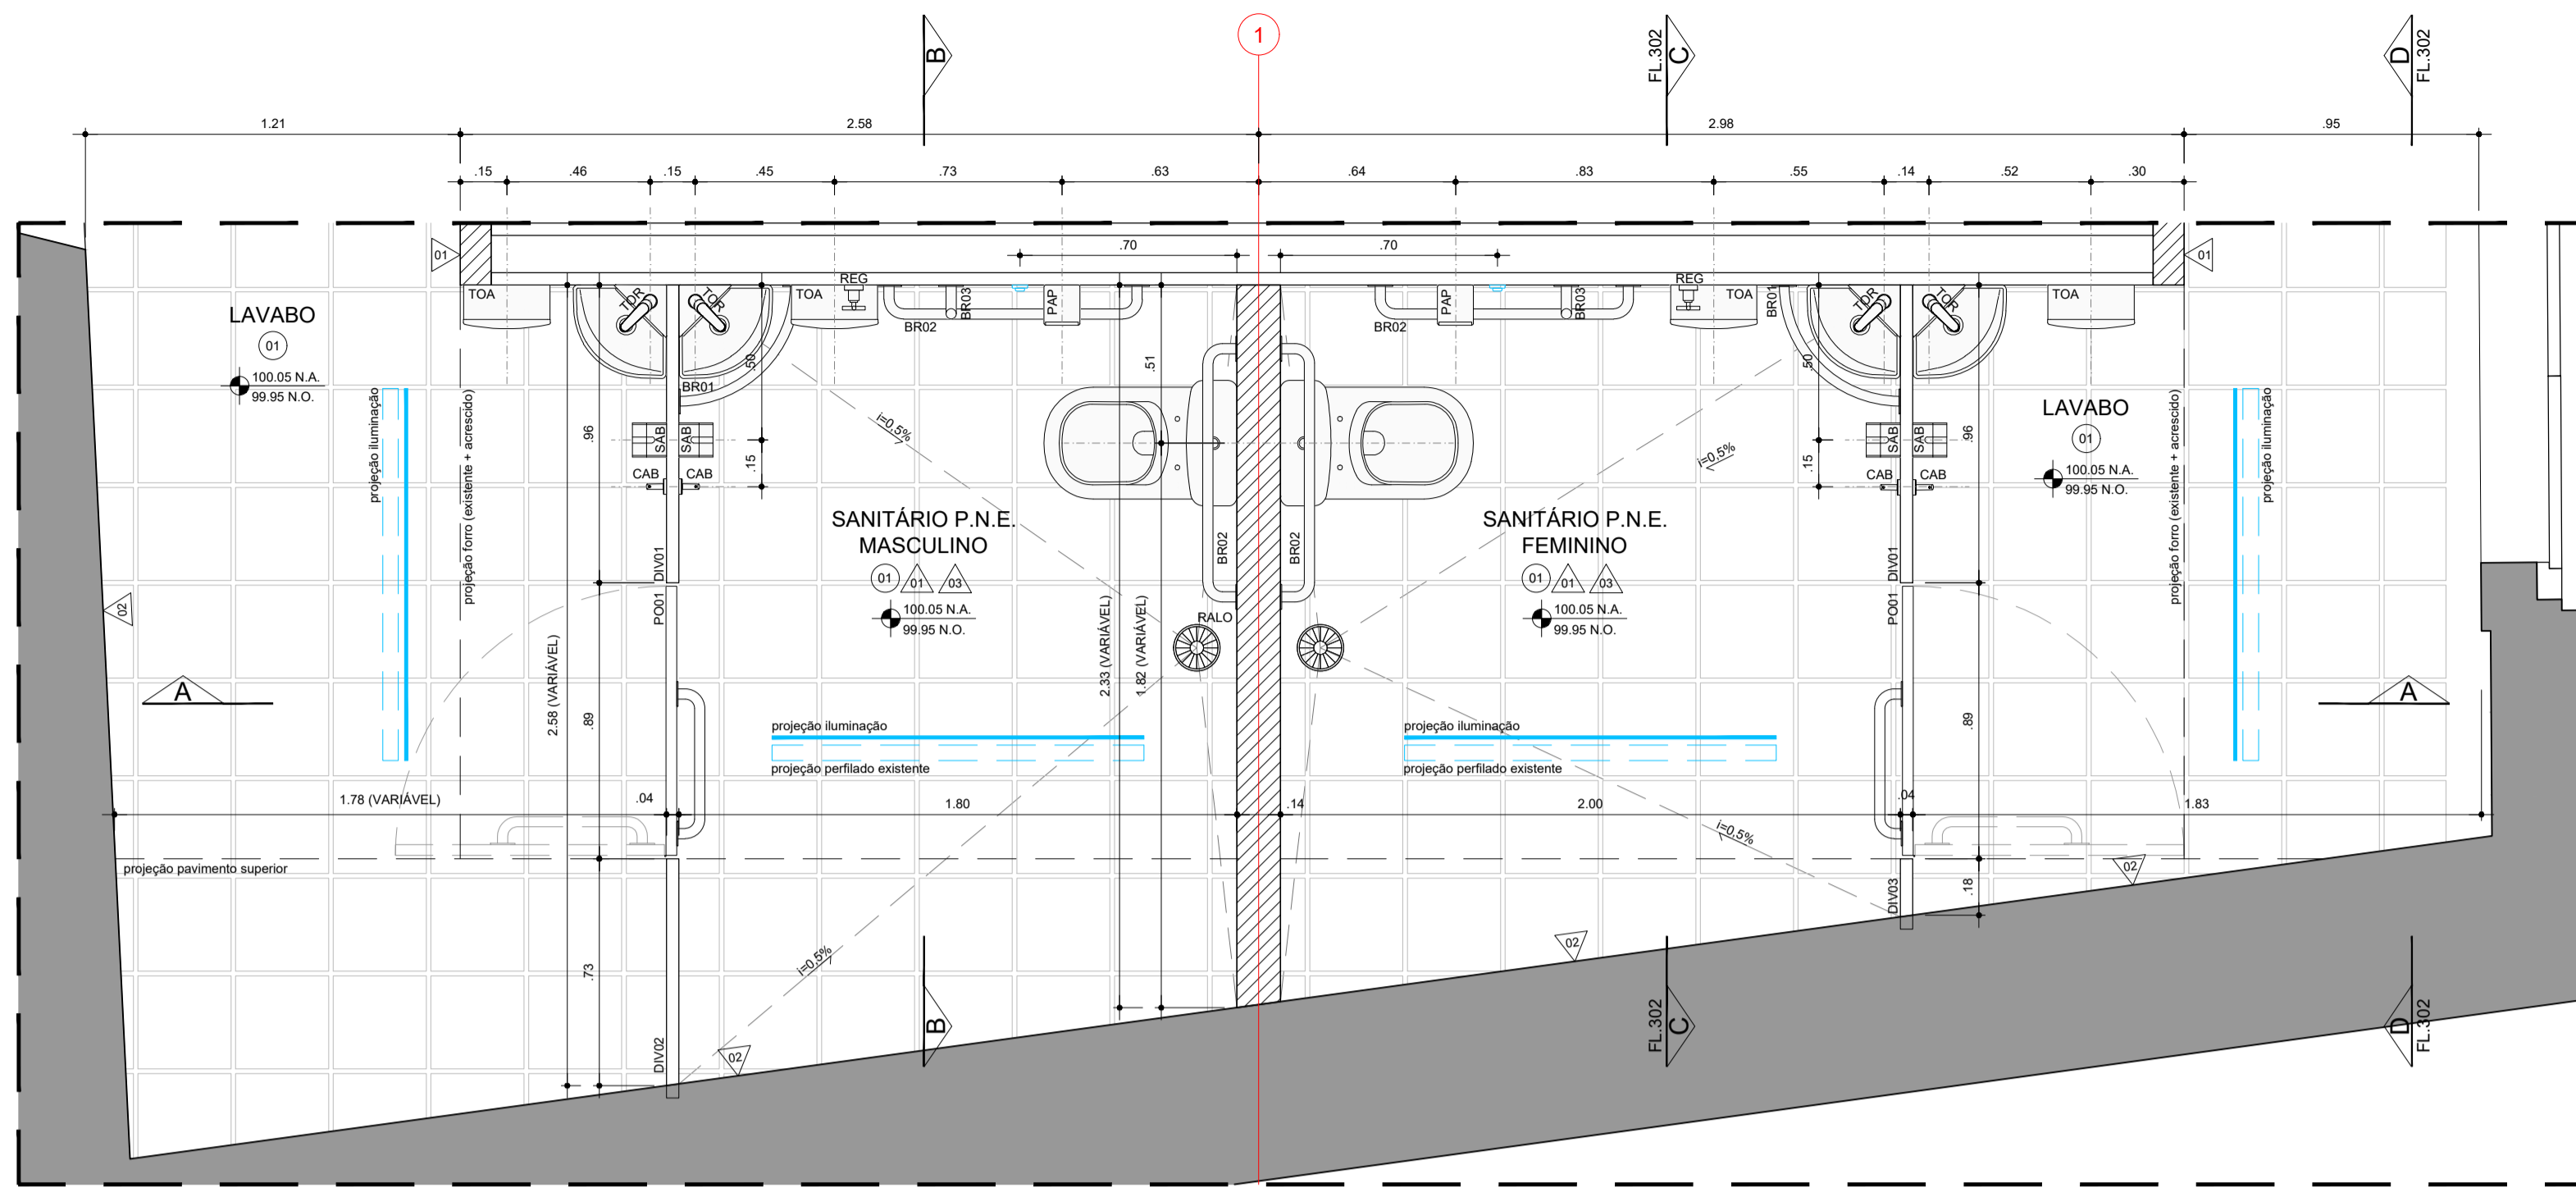 1
B
FL.302
C
D
FL.302
1.21
2.58
2.98
.95
.15
.46
.15
.45
.73
.63
.64
.83
.55
.14
.52
.30
.70
.70
01
01
TOA
TOR
TOR
TOA
REG
BR02
BR03
PAP
BR02
PAP
BR03
REG
TOA
BR01
TOR
TOR
TOA
LAVABO
01
100.05 N.A.
99.95 N.O.
projeção iluminação
projeção forro (existente + acrescido)
.96
BR01
.50
SAB
SAB
.15
CAB
CAB
i=0,5%
.51
i=0,5%
.50
.15
SAB
SAB
CAB
CAB
.96
LAVABO
01
100.05 N.A.
99.95 N.O.
projeção forro (existente + acrescido)
projeção iluminação
SANITÁRIO P.N.E.
MASCULINO
01
01
03
100.05 N.A.
99.95 N.O.
BR02
BR02
SANITÁRIO P.N.E.
FEMININO
01
01
03
100.05 N.A.
99.95 N.O.
DIV01
PO01
DIV01
PO01
02
RALO
A
2.58 (VARIÁVEL)
.89
2.33 (VARIÁVEL)
1.82 (VARIÁVEL)
.89
A
projeção iluminação
projeção perfilado existente
projeção iluminação
projeção perfilado existente
1.78 (VARIÁVEL)
.04
1.80
.14
2.00
.04
1.83
projeção pavimento superior
i=0,5%
02
DIV03
.18
i=0,5%
02
.73
DIV02
02
B
FL.302
C
D
FL.302